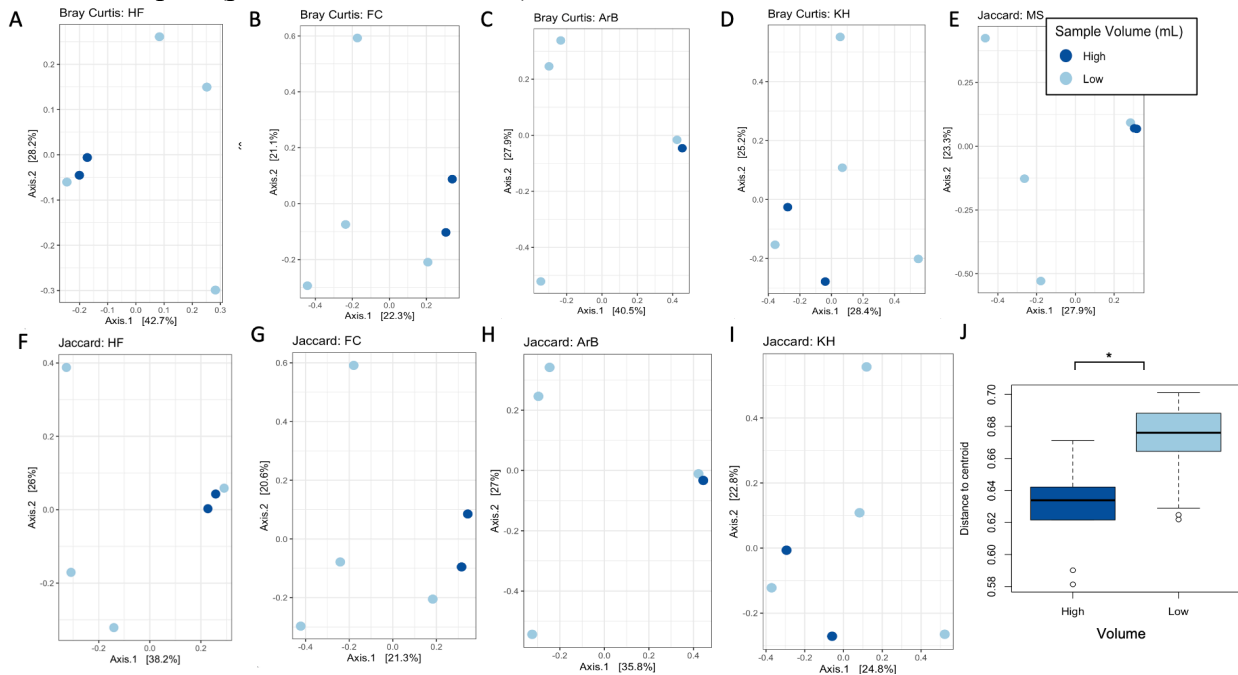 A
Bray Curtis: HF
0.2
0.1
0.0
-0.1
-0.2
-0.3
Axis.2 [28.2%]
-0.2
-0.1
0.0
0.1
0.2
0.3
Axis.1 [42.7%]
B
Bray Curtis: FC
0.6
0.4
0.2
0.0
-0.2
Axis.2 [21.1%]
-0.4
-0.2
0.0
0.2
Axis.1 [22.3%]
C
Bray Curtis: ArB
0.2
0.0
-0.2
-0.4
Axis.2 [27.9%]
-0.2
0.0
0.2
0.4
Axis.1 [40.5%]
D
Bray Curtis: KH
0.4
0.2
0.0
-0.2
Axis.2 [25.2%]
-0.4
-0.2
0.0
0.2
0.4
Axis.1 [28.4%]
E
Jaccard: MS
0.25
0.00
-0.25
-0.50
Axis.2 [23.3%]
-0.50
-0.25
0.00
0.25
Axis.1 [27.9%]
Sample Volume (mL)
High
Low
F
Jaccard: HF
0.4
0.2
0.0
-0.2
Axis.2 [26%]
-0.2
0.0
0.2
Axis.1 [38.2%]
G
Jaccard: FC
0.6
0.4
0.2
0.0
-0.2
Axis.2 [20.6%]
-0.4
-0.2
0.0
0.2
Axis.1 [21.3%]
H
Jaccard: ArB
0.2
0.0
-0.2
-0.4
Axis.2 [27%]
-0.2
0.0
0.2
0.4
Axis.1 [35.8%]
I
Jaccard: KH
0.4
0.2
0.0
-0.2
Axis.2 [22.8%]
-0.4
-0.2
0.0
0.2
0.4
Axis.1 [24.8%]
J
*
0.70
0.68
0.66
0.64
0.62
0.60
0.58
Distance to centroid
High
Low
Volume